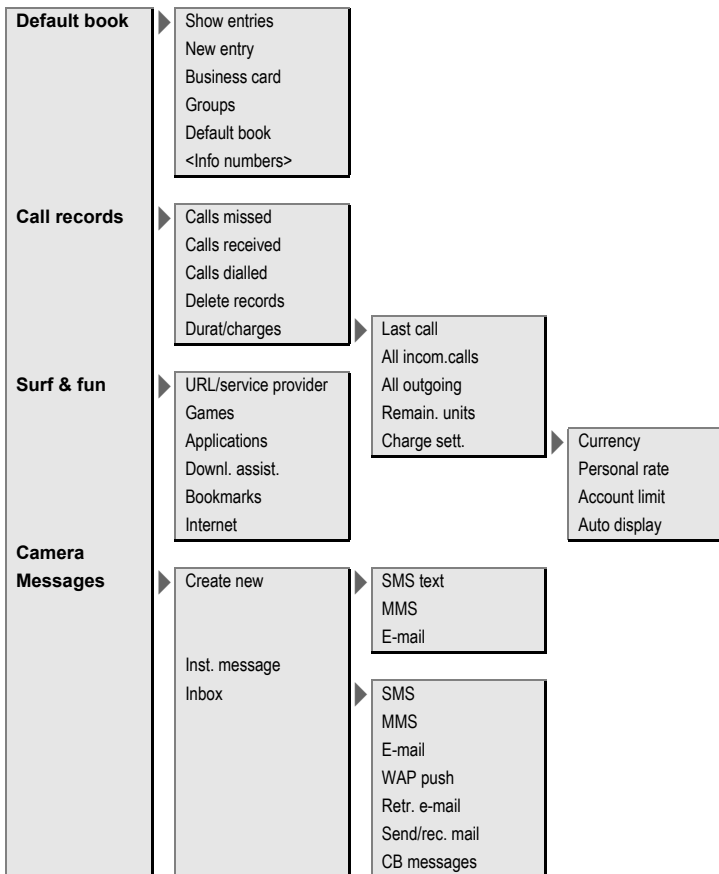 Default book
Show entries
New entry
Business card
Groups
Default book
<Info numbers>
Call records
Calls missed
Calls received
Calls dialled
Delete records
Durat/charges
Last call
All incom.calls
All outgoing
Remain. units
Charge sett.
Currency
Personal rate
Account limit
Auto display
Surf & fun
URL/service provider
Games
Applications
Downl. assist.
Bookmarks
Internet
Camera
Messages
Create new
SMS text
MMS
E-mail
Inst. message
Inbox
SMS
MMS
E-mail
WAP push
Retr. e-mail
Send/rec. mail
CB messages